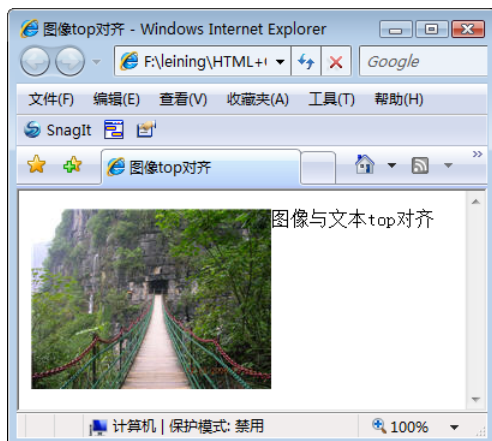 图像top对齐 - Windows Internet Explorer
F:\leining\HTML+(
Google
文件(F) 编辑(E) 查看(V) 收藏夹(A) 工具(T) 帮助(H)
SnagIt
图像top对齐
图像与文本top对齐
计算机 | 保护模式: 禁用
100%